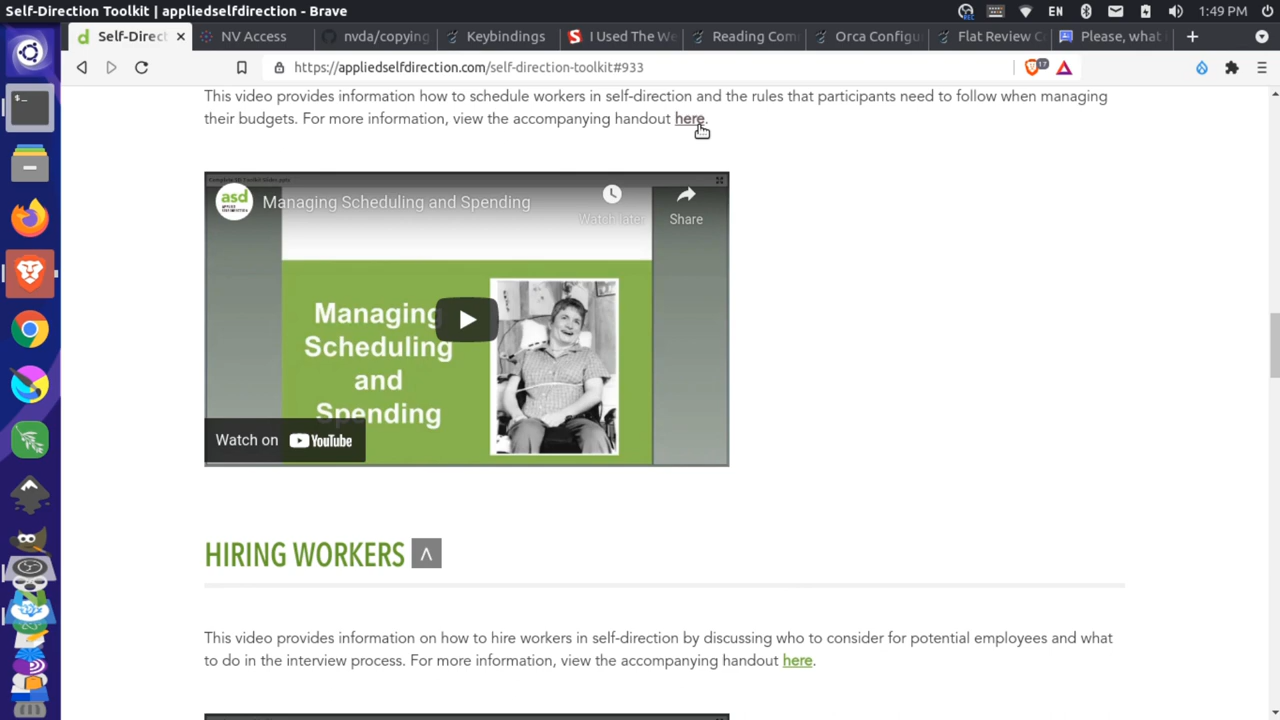 Self-Direction Toolkit | appliedselfdirection - Brave
EN
1:49 PM
Self-Direct
NV Access
nvda/copying
Keybindings
I Used The We
Reading Com
Orca Configu
Flat Review C
Please, what
https://appliedselfdirection.com/self-direction-toolkit#933
17
This video provides information how to schedule workers in self-direction and the rules that participants need to follow when managing
their budgets. For more information, view the accompanying handout here.
asd
Managing Scheduling and Spending
Watch later
Share
Managing
Scheduling
and
Spending
Watch on YouTube
HIRING WORKERS
This video provides information on how to hire workers in self-direction by discussing who to consider for potential employees and what
to do in the interview process. For more information, view the accompanying handout here.